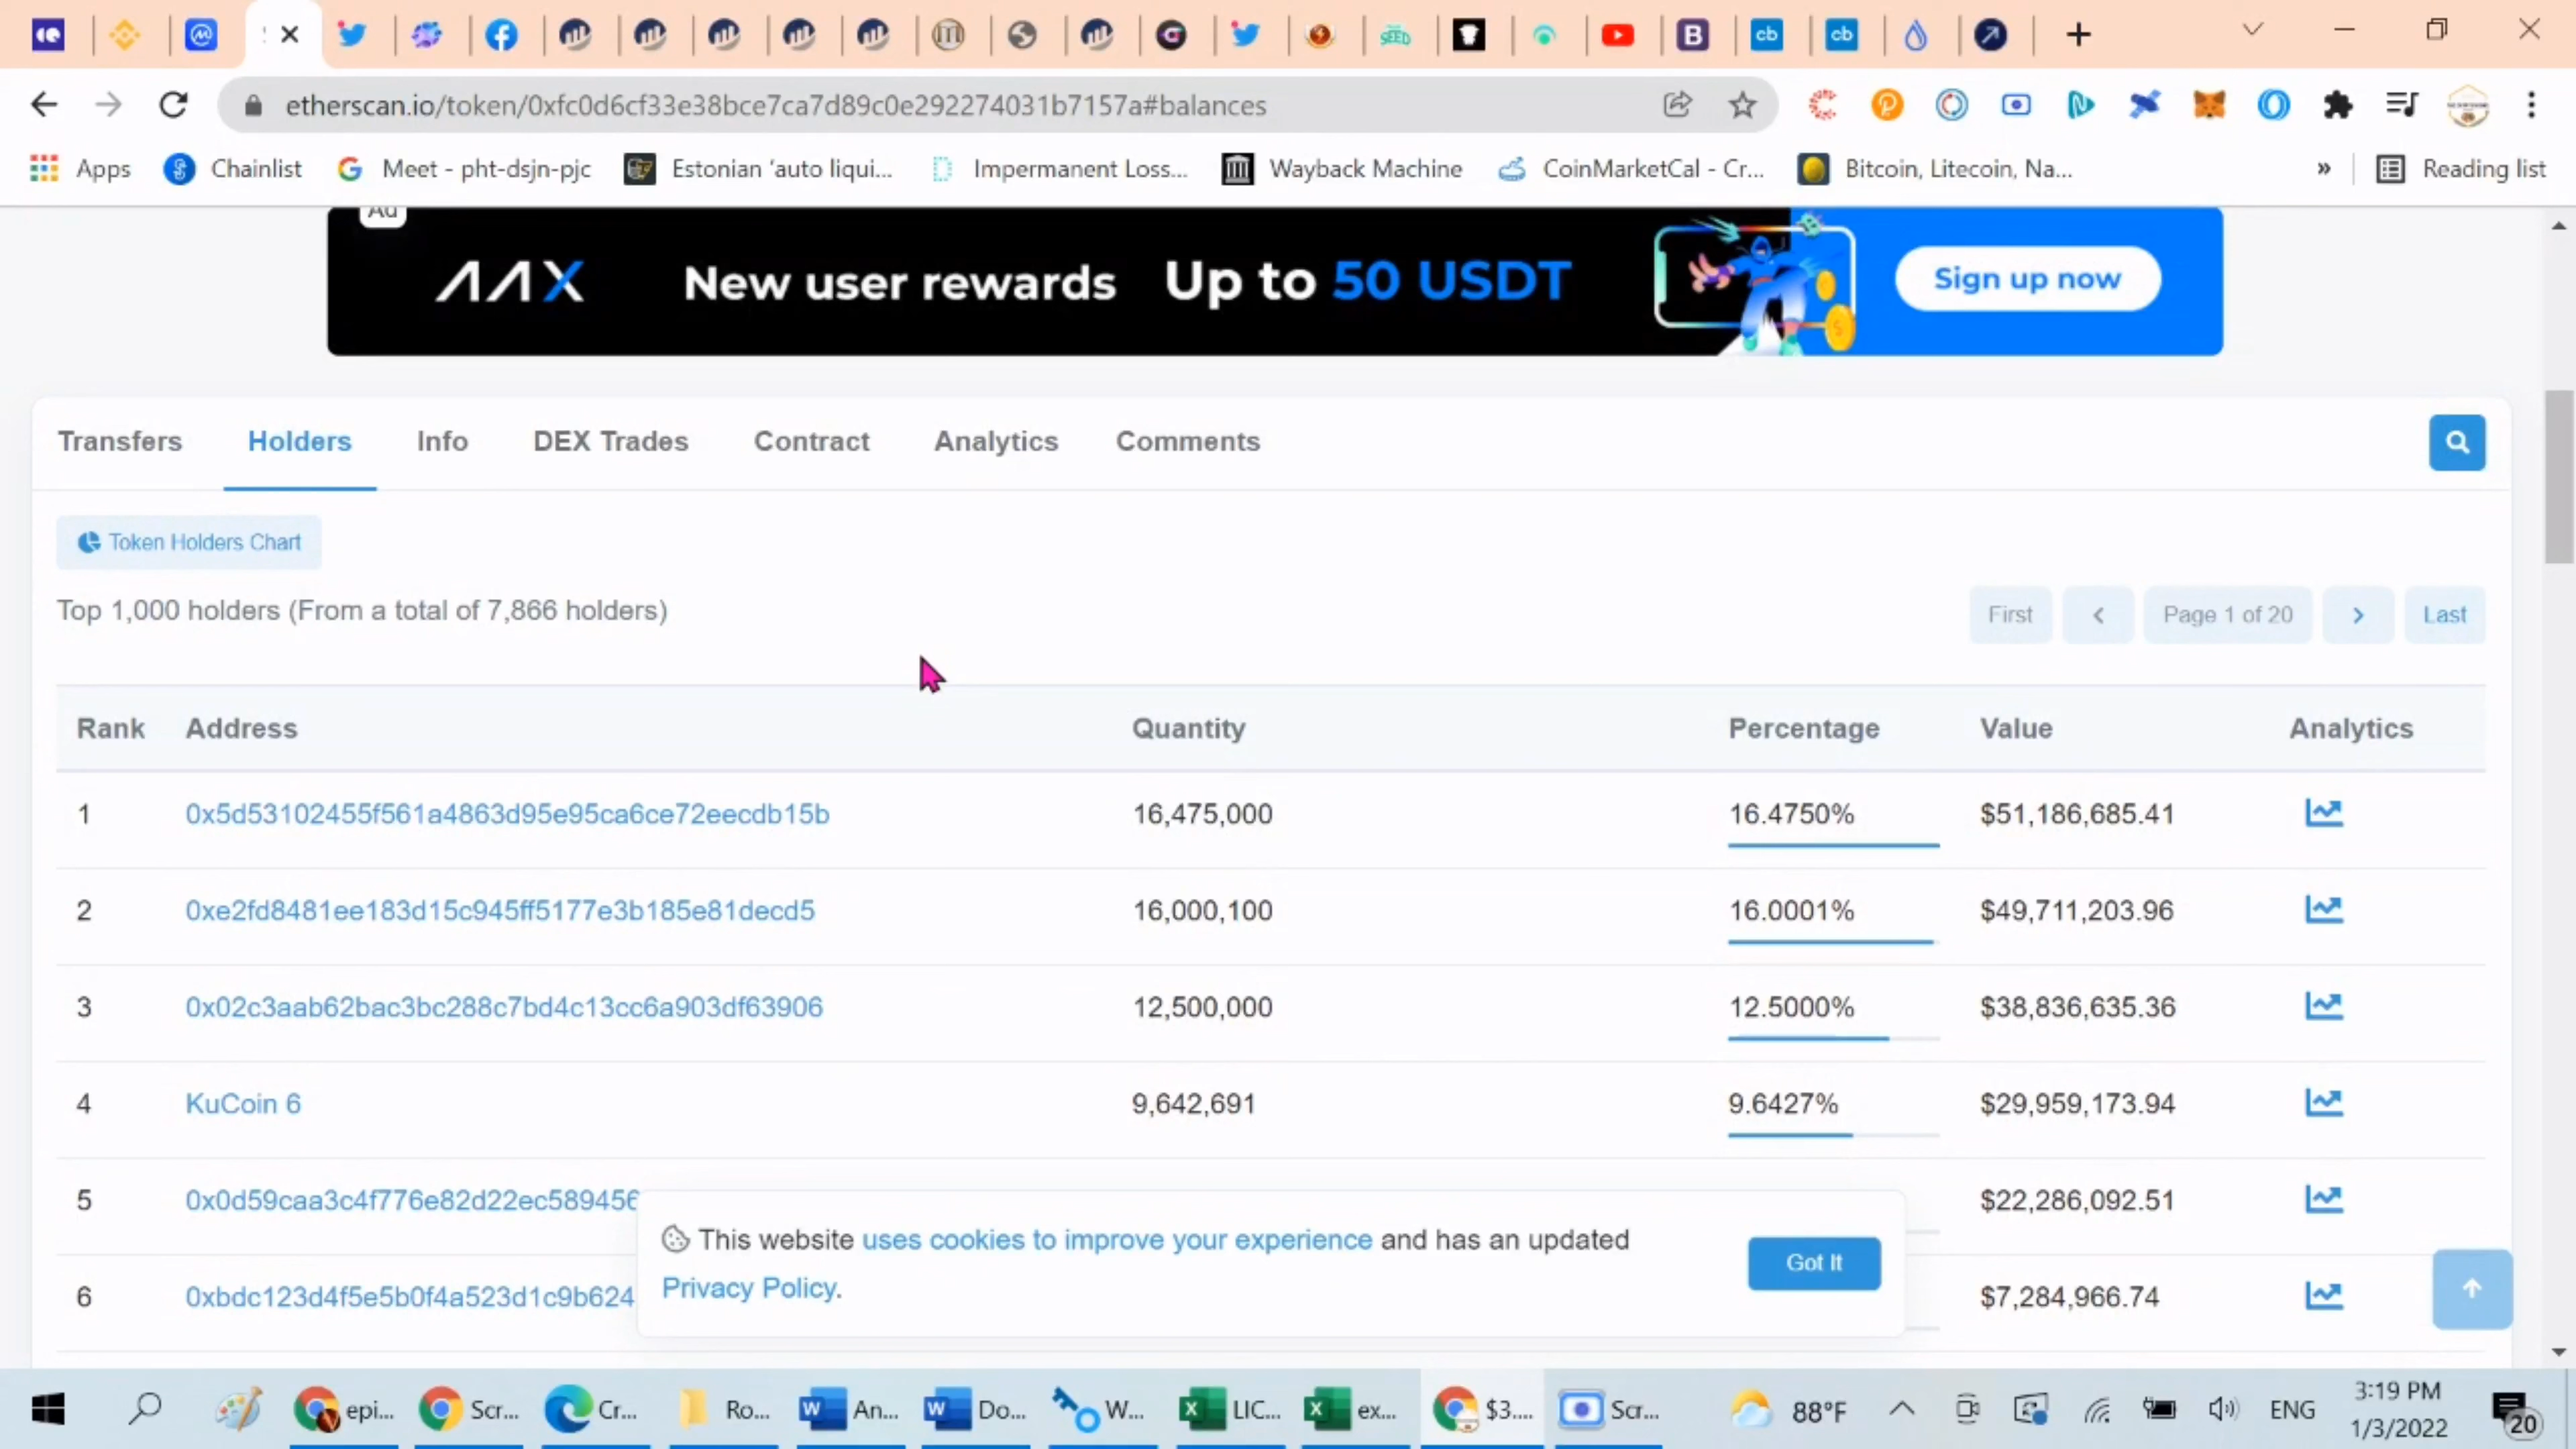 etherscan.io/token/0xfc0d6cf33e38bce7ca7d89c0e292274031b7157a#balances
Apps Chainlist Meet - pht-dsjn-pjc Estonian ‘auto liqui... Impermanent Loss... Wayback Machine CoinMarketCal - Cr... Bitcoin, Litecoin, Na... » Reading list
Ad
AAX New user rewards Up to 50 USDT Sign up now
Transfers Holders Info DEX Trades Contract Analytics Comments
Token Holders Chart
Top 1,000 holders (From a total of 7,866 holders)
First Page 1 of 20 Last
Rank Address Quantity Percentage Value Analytics
1 0x5d53102455f561a4863d95e95ca6ce72eecdb15b 16,475,000 16.4750% $51,186,685.41
2 0xe2fd8481ee183d15c945ff5177e3b185e81decd5 16,000,100 16.0001% $49,711,203.96
3 0x02c3aab62bac3bc288c7bd4c13cc6a903df63906 12,500,000 12.5000% $38,836,635.36
4 KuCoin 6 9,642,691 9.6427% $29,959,173.94
5 0x0d59caa3c4f776e82d22ec589456 $22,286,092.51
6 0xbdc123d4f5e5b0f4a523d1c9b624 $7,284,966.74
This website uses cookies to improve your experience and has an updated
Privacy Policy.
Got It
epi... Scr... Cr... Ro... An... Do... W... LIC... ex... $3.... Scr... 88°F ENG 3:19 PM
1/3/2022
20